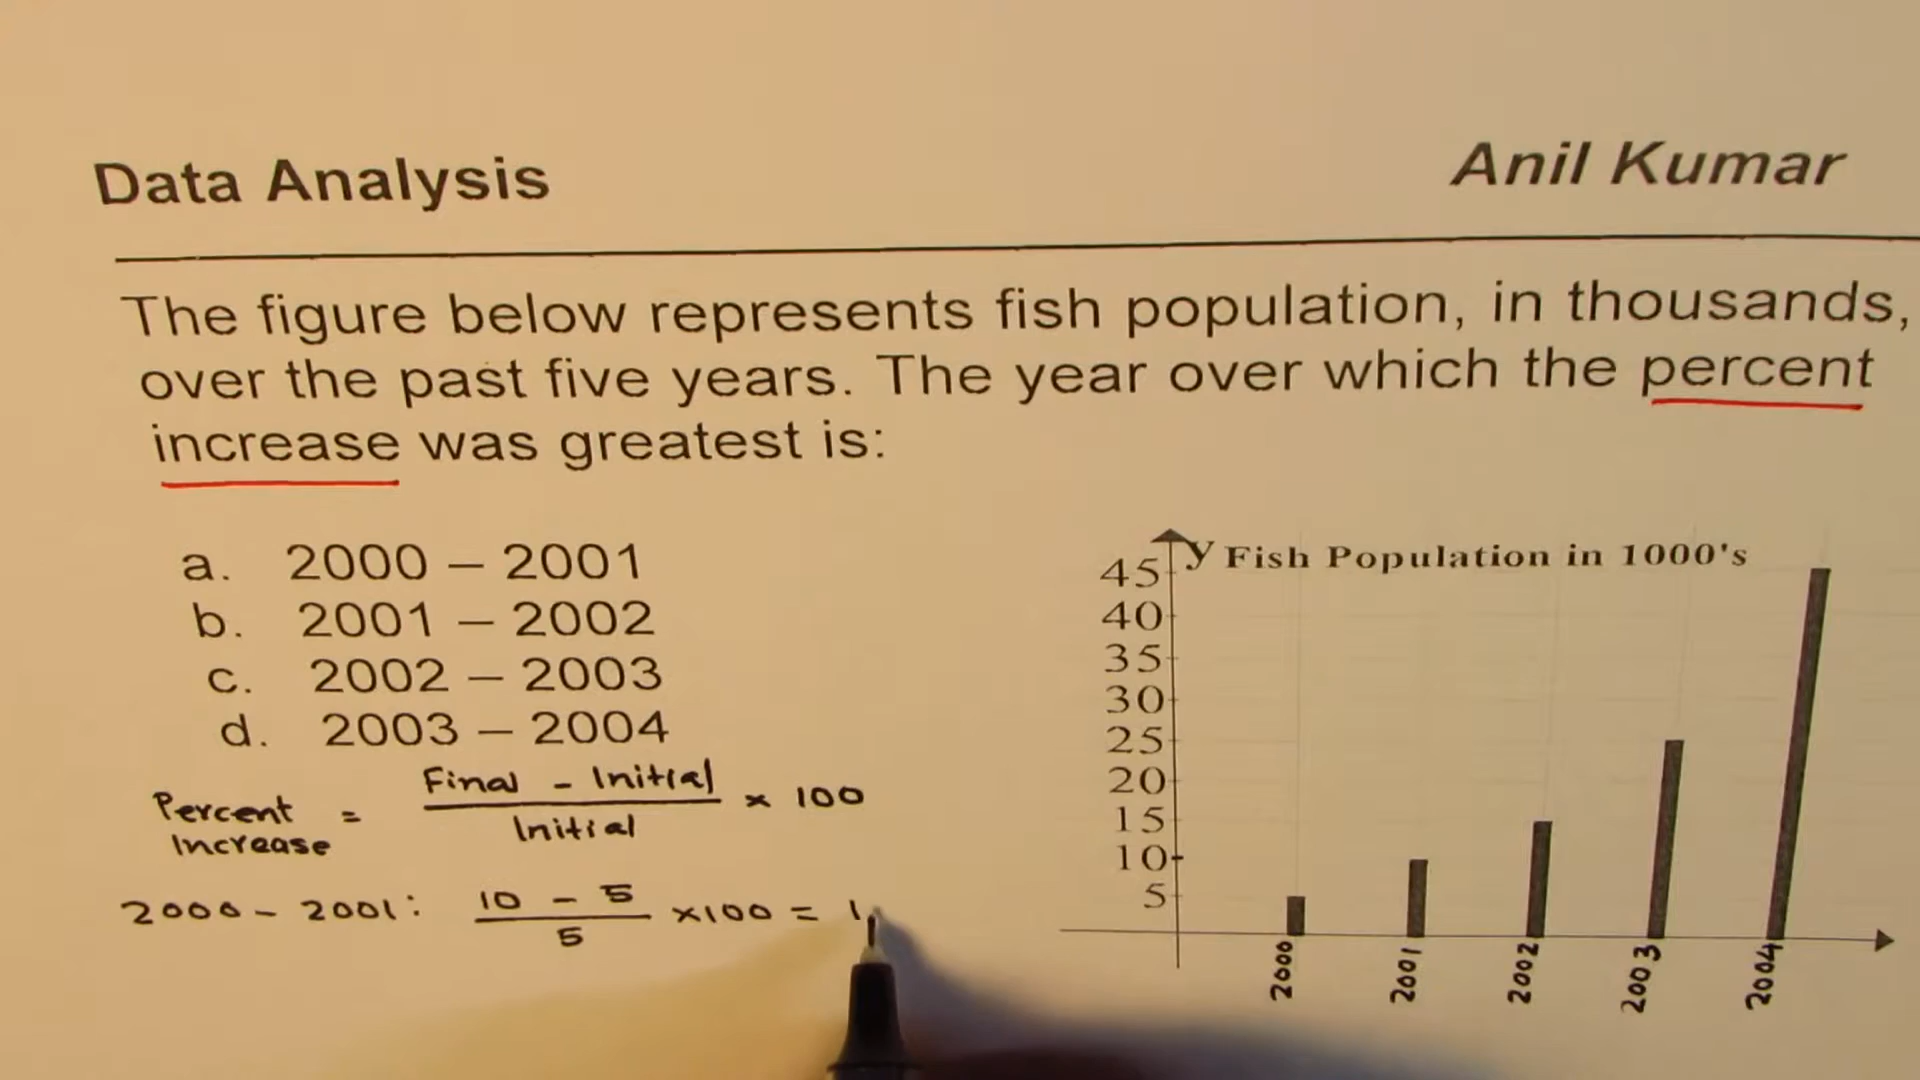 Data Analysis
Anil Kumar
The figure below represents fish population, in thousands,
over the past five years. The year over which the percent
increase was greatest is:
a. 2000 – 2001
b. 2001 – 2002
c. 2002 – 2003
d. 2003 – 2004
Percent Increase = Final - Initial / Initial × 100
2000 - 2001: 10 - 5 / 5 ×100 = 1
y Fish Population in 1000's
45
40
35
30
25
20
15
10
5
2000 2001 2002 2003 2004